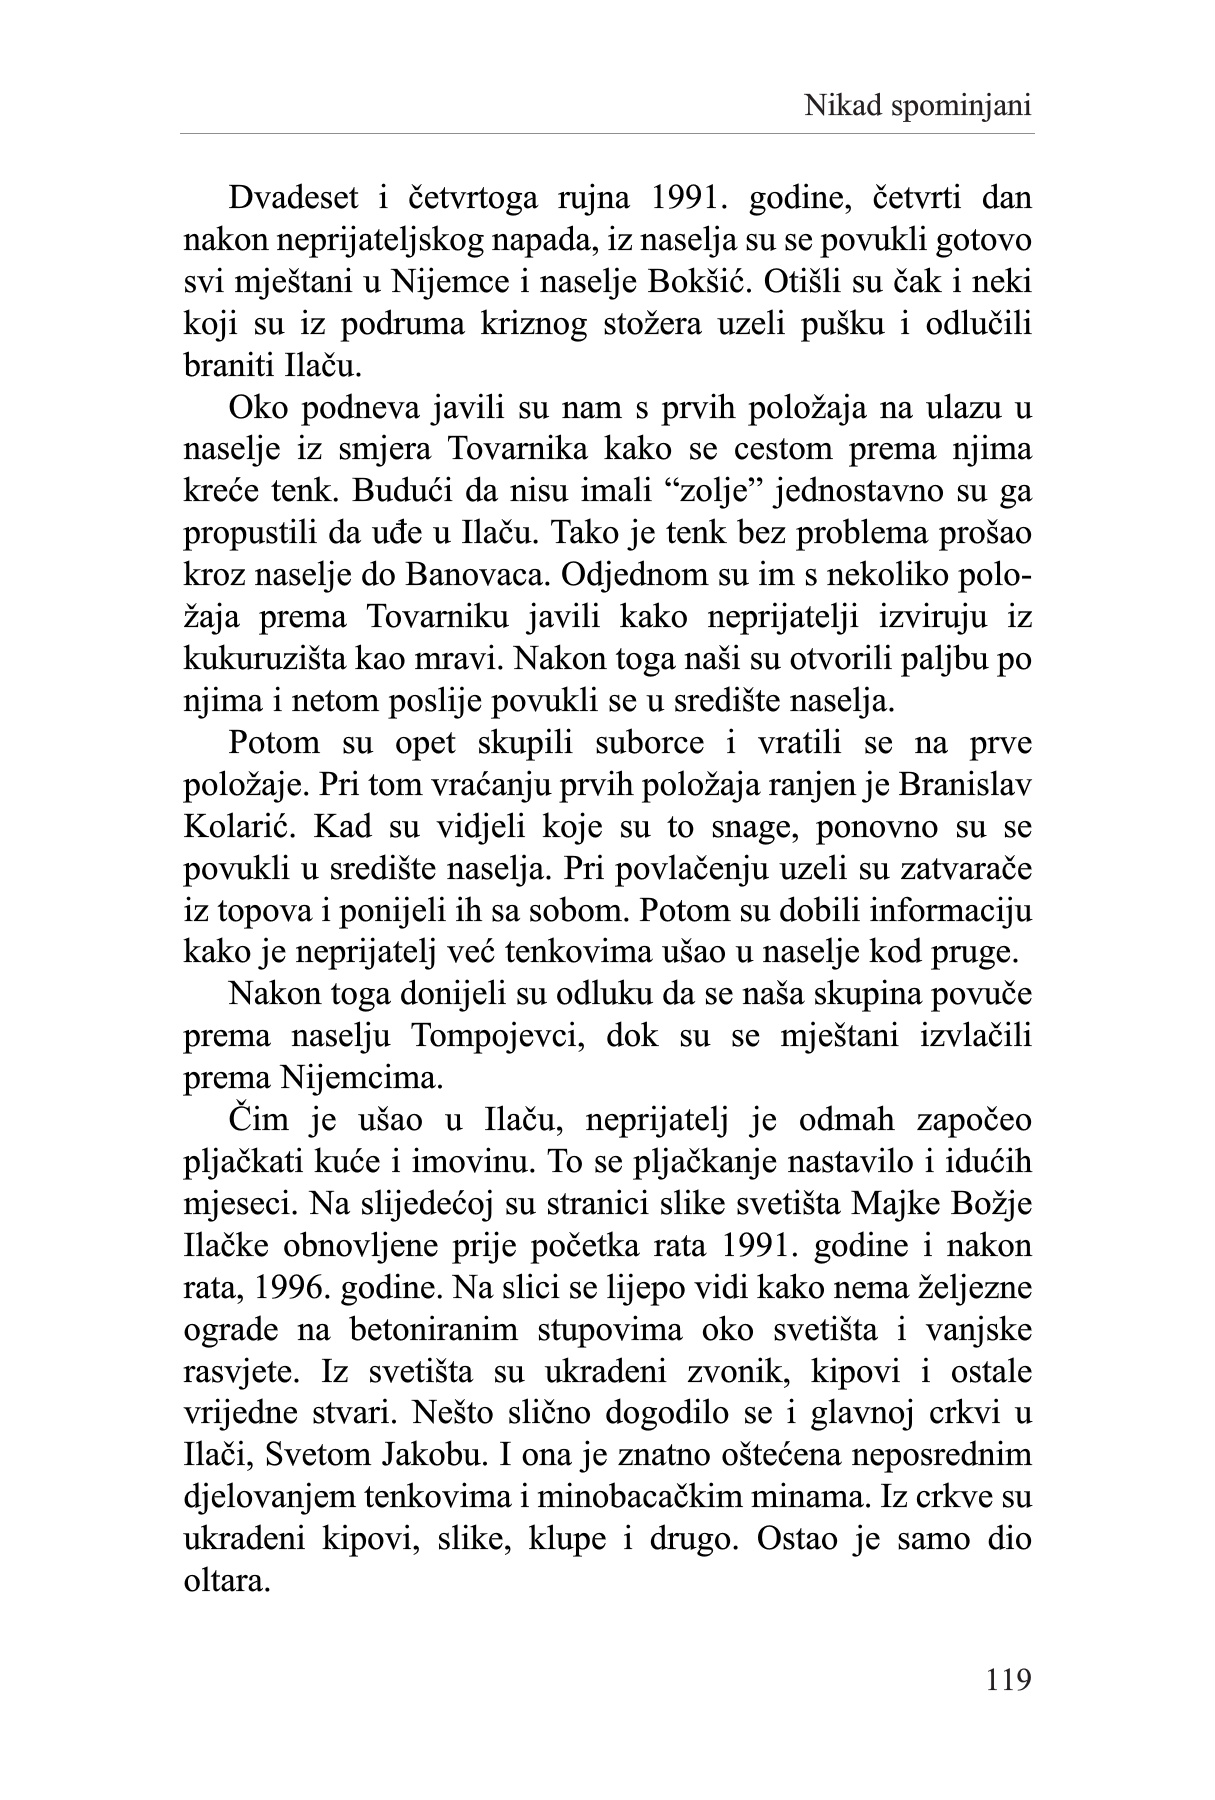 Nikad spominjani
Dvadeset i četvrtoga rujna 1991. godine, četvrti dan
nakon neprijateljskog napada, iz naselja su se povukli gotovo
svi mještani u Nijemce i naselje Bokšić. Otišli su čak i neki
koji su iz podruma kriznog stožera uzeli pušku i odlučili
braniti Ilaču.
Oko podneva javili su nam s prvih položaja na ulazu u
naselje iz smjera Tovarnika kako se cestom prema njima
kreće tenk. Budući da nisu imali “zolje” jednostavno su ga
propustili da uđe u Ilaču. Tako je tenk bez problema prošao
kroz naselje do Banovaca. Odjednom su im s nekoliko polo-
žaja prema Tovarniku javili kako neprijatelji izviruju iz
kukuruzišta kao mravi. Nakon toga naši su otvorili paljbu po
njima i netom poslije povukli se u središte naselja.
Potom su opet skupili suborce i vratili se na prve
položaje. Pri tom vraćanju prvih položaja ranjen je Branislav
Kolarić. Kad su vidjeli koje su to snage, ponovno su se
povukli u središte naselja. Pri povlačenju uzeli su zatvarače
iz topova i ponijeli ih sa sobom. Potom su dobili informaciju
kako je neprijatelj već tenkovima ušao u naselje kod pruge.
Nakon toga donijeli su odluku da se naša skupina povuče
prema naselju Tompojevci, dok su se mještani izvlačili
prema Nijemcima.
Čim je ušao u Ilaču, neprijatelj je odmah započeo
pljačkati kuće i imovinu. To se pljačkanje nastavilo i idućih
mjeseci. Na slijedećoj su stranici slike svetišta Majke Božje
Ilačke obnovljene prije početka rata 1991. godine i nakon
rata, 1996. godine. Na slici se lijepo vidi kako nema željezne
ograde na betoniranim stupovima oko svetišta i vanjske
rasvjete. Iz svetišta su ukradeni zvonik, kipovi i ostale
vrijedne stvari. Nešto slično dogodilo se i glavnoj crkvi u
Ilači, Svetom Jakobu. I ona je znatno oštećena neposrednim
djelovanjem tenkovima i minobacačkim minama. Iz crkve su
ukradeni kipovi, slike, klupe i drugo. Ostao je samo dio
oltara.
119